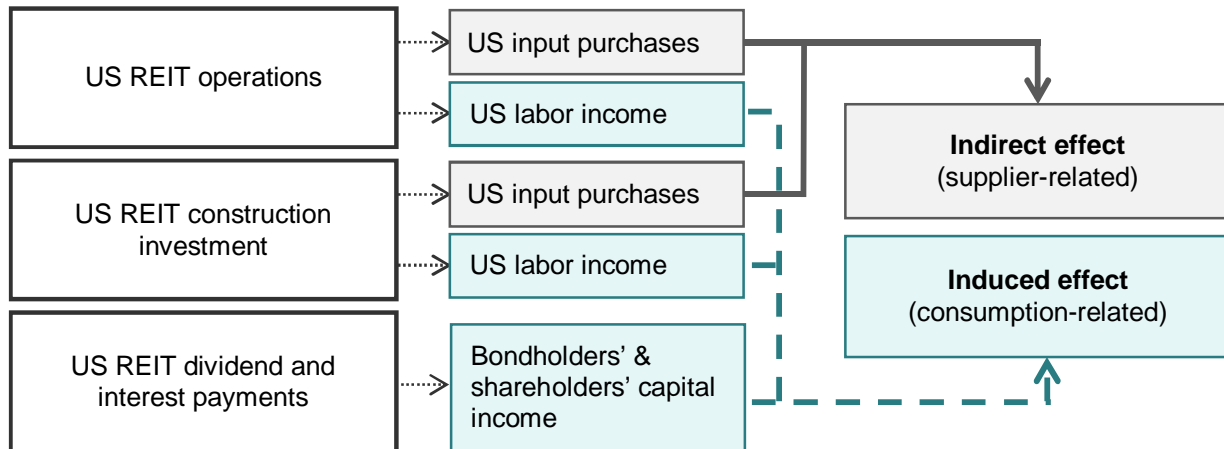 US REIT operations
US input purchases
US labor income
US REIT construction
investment
US input purchases
US labor income
US REIT dividend and
interest payments
Bondholders’ &
shareholders’ capital
income
Indirect effect
(supplier-related)
Induced effect
(consumption-related)